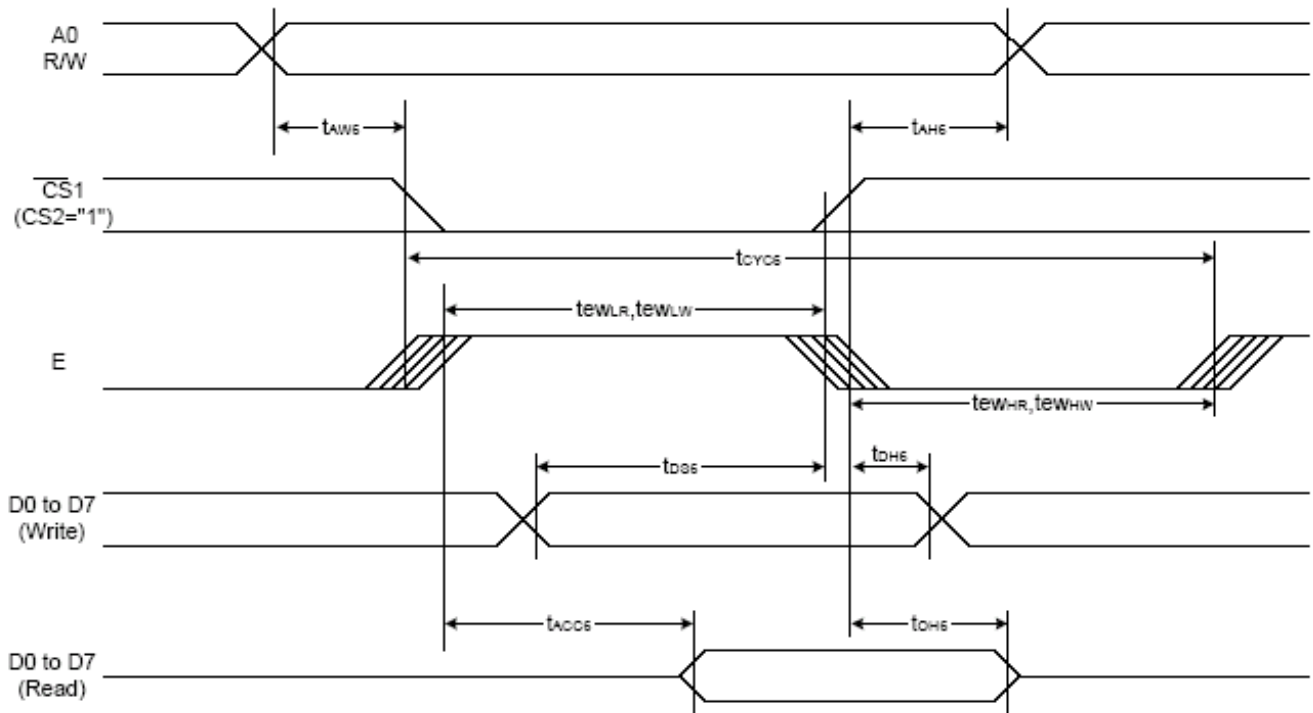 A0
R/W
tAW6
tAH6
CS1
(CS2="1")
tCYC6
tewLR,tewLW
E
tewHR,tewHW
tDS6
tDH6
D0 to D7
(Write)
tACC6
tOH6
D0 to D7
(Read)